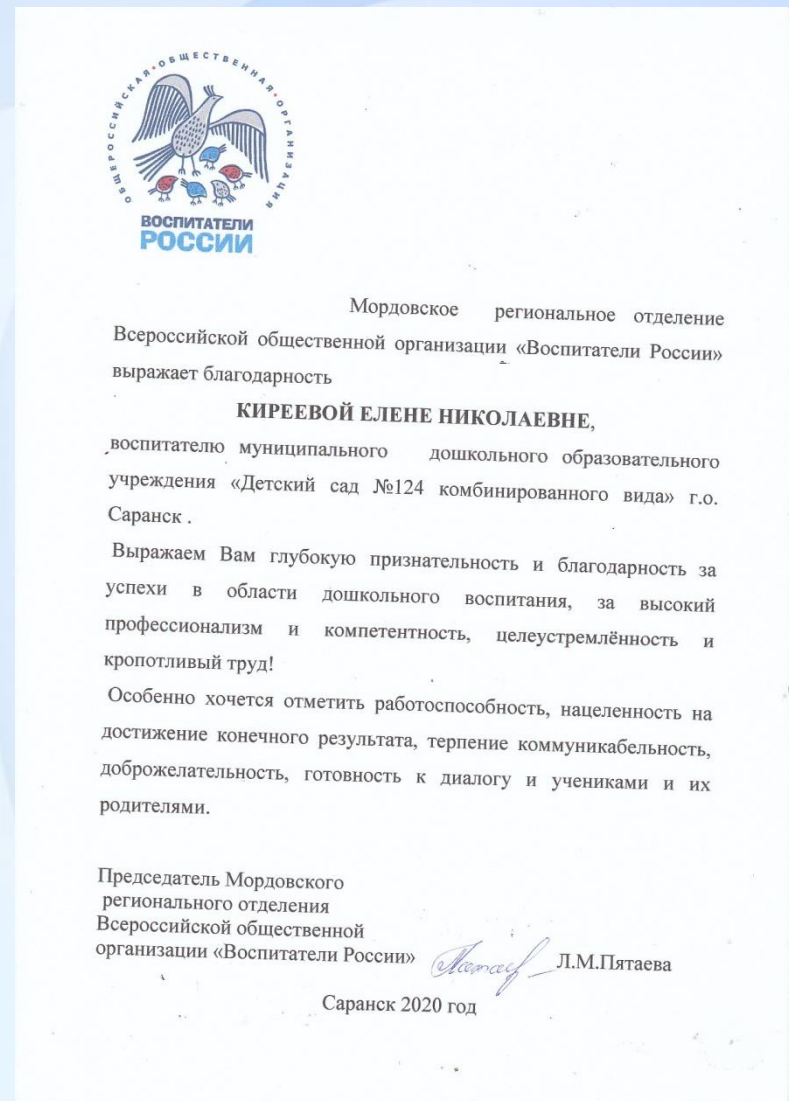 ОБЩЕРОССИЙСКАЯ•ОБЩЕСТВЕННАЯ•ОРГАНИЗАЦИЯ
ВОСПИТАТЕЛИ
РОССИИ
Мордовское региональное отделение
Всероссийской общественной организации «Воспитатели России»
выражает благодарность
КИРЕЕВОЙ ЕЛЕНЕ НИКОЛАЕВНЕ,
воспитателю муниципального дошкольного образовательного
учреждения «Детский сад №124 комбинированного вида» г.о.
Саранск .
Выражаем Вам глубокую признательность и благодарность за
успехи в области дошкольного воспитания, за высокий
профессионализм и компетентность, целеустремлённость и
кропотливый труд!
Особенно хочется отметить работоспособность, нацеленность на
достижение конечного результата, терпение коммуникабельность,
доброжелательность, готовность к диалогу и учениками и их
родителями.
Председатель Мордовского
регионального отделения
Всероссийской общественной
организации «Воспитатели России» Л.М.Пятаева
Саранск 2020 год